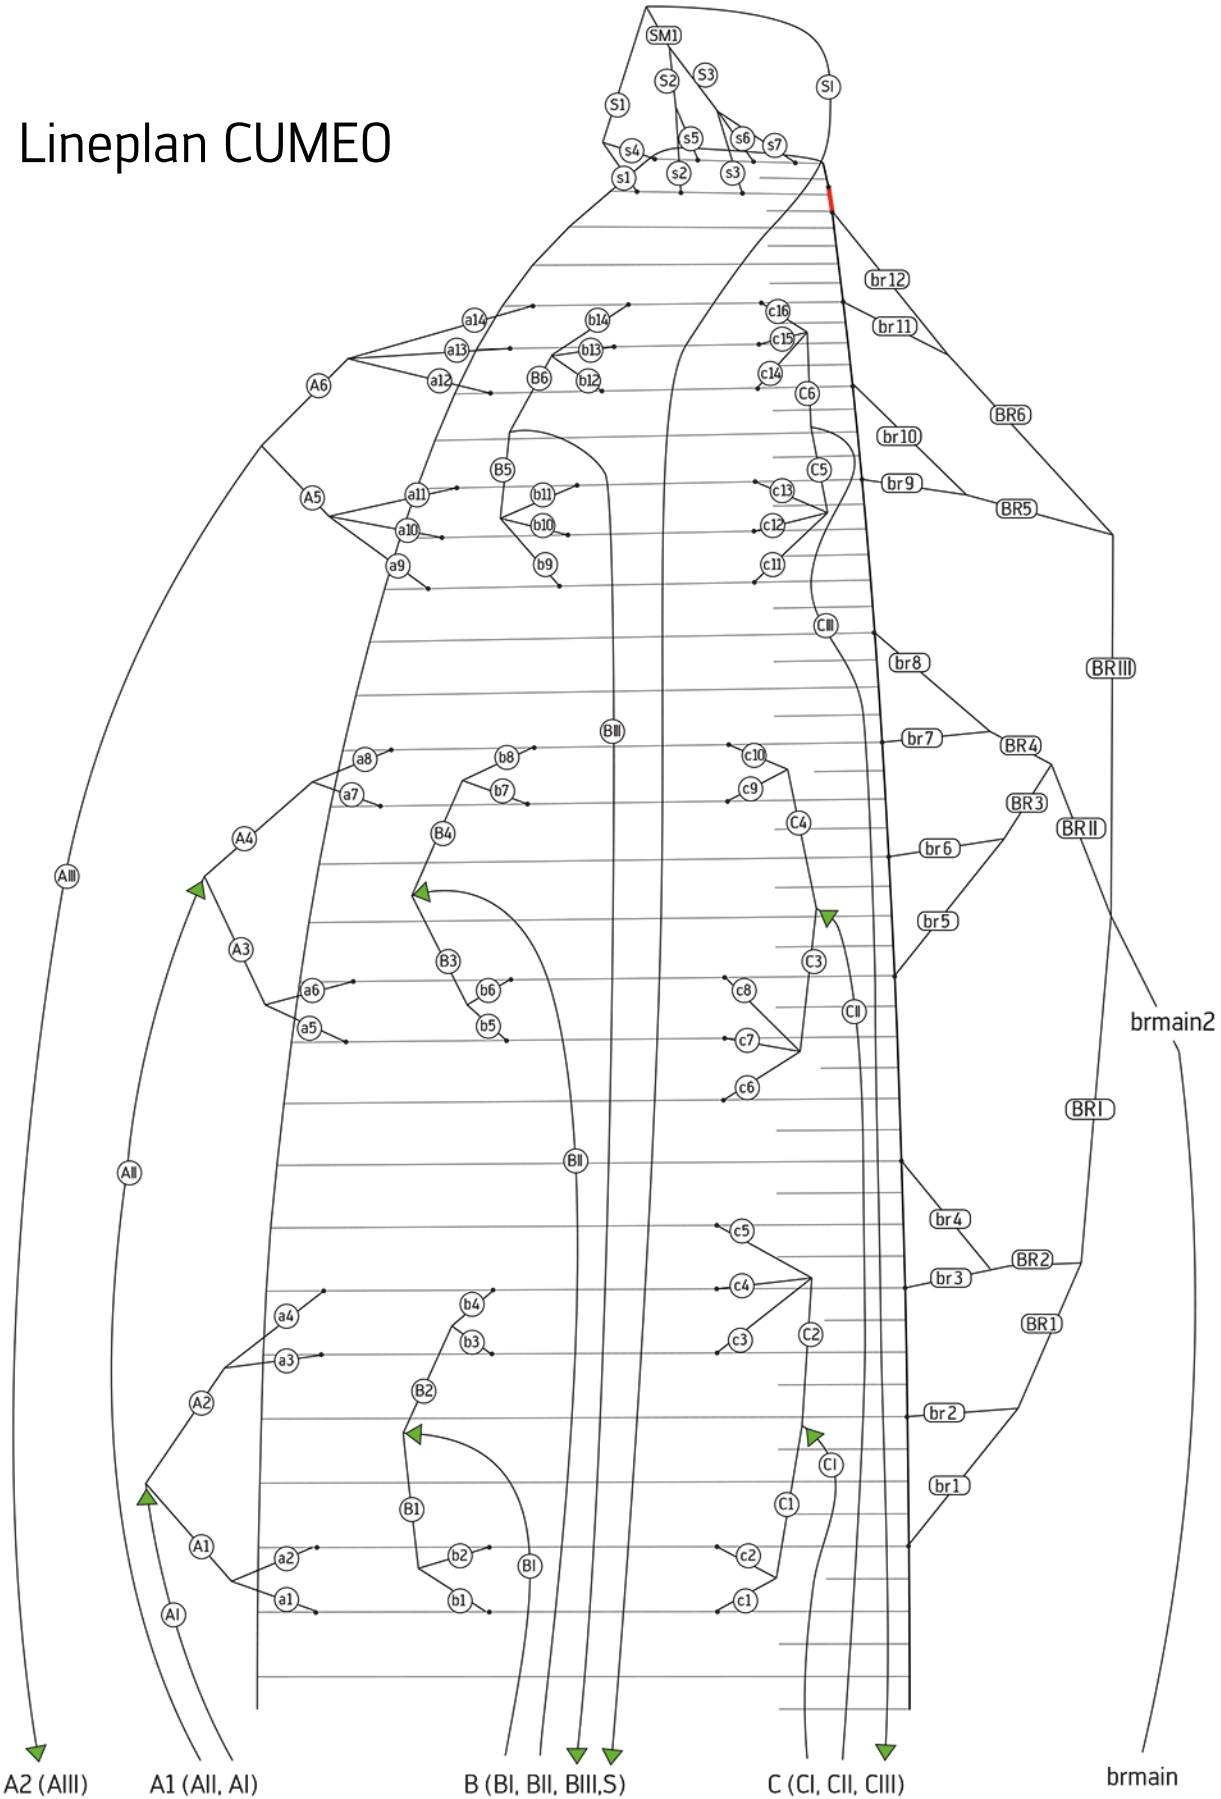 SM1
S2 S3
SI
S1
Lineplan CUMEO
s5 s6 s7
s4
s1 s2 s3
br12
a14 b14 c16
br11
a13 b13 c15
a12 b12 c14
A6 B6 C6
BR6
br10
B5 C5
A5 a11 b11 c13 br9
BR5
a10 b10 c12
a9 b9 c11
CIII
br8
BRIII
BIII
br7 BR4
a8 b8 c10
a7 b7 c9
BR3
A4 B4 C4 BRII
br6
AIII
br5
A3 B3 C3
a6 b6 c8
CII
brmain2
a5 b5 c7
c6
BRI
BII
AII
br4
c5
BR2
br3
a4 b4 c4
BR1
a3 b3 c3 C2
A2 B2
br2
CI
br1
B1 C1
A1
a2 b2 c2
BI
a1 b1 c1
AI
A2 (AIII) A1 (AII, AI) B (BI, BII, BIII,S) C (CI, CII, CIII) brmain